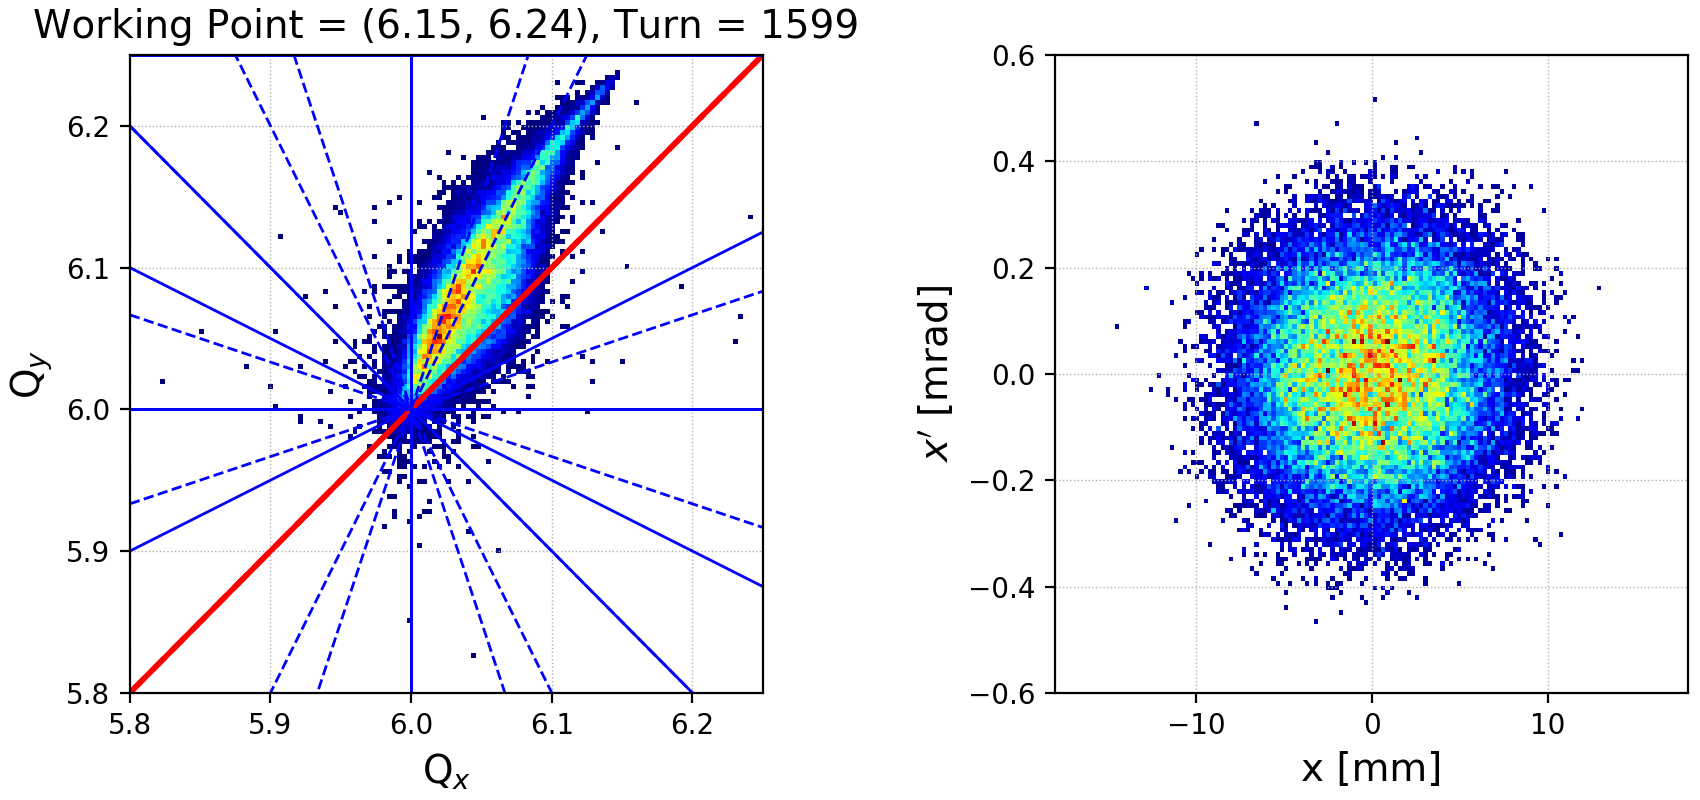 Working Point = (6.15, 6.24), Turn = 1599
6.2
6.1
6.0
5.9
5.8
Q_y
5.8 5.9 6.0 6.1 6.2
Q_x
0.6
0.4
0.2
0.0
−0.2
−0.4
−0.6
x′ [mrad]
−10 0 10
x [mm]